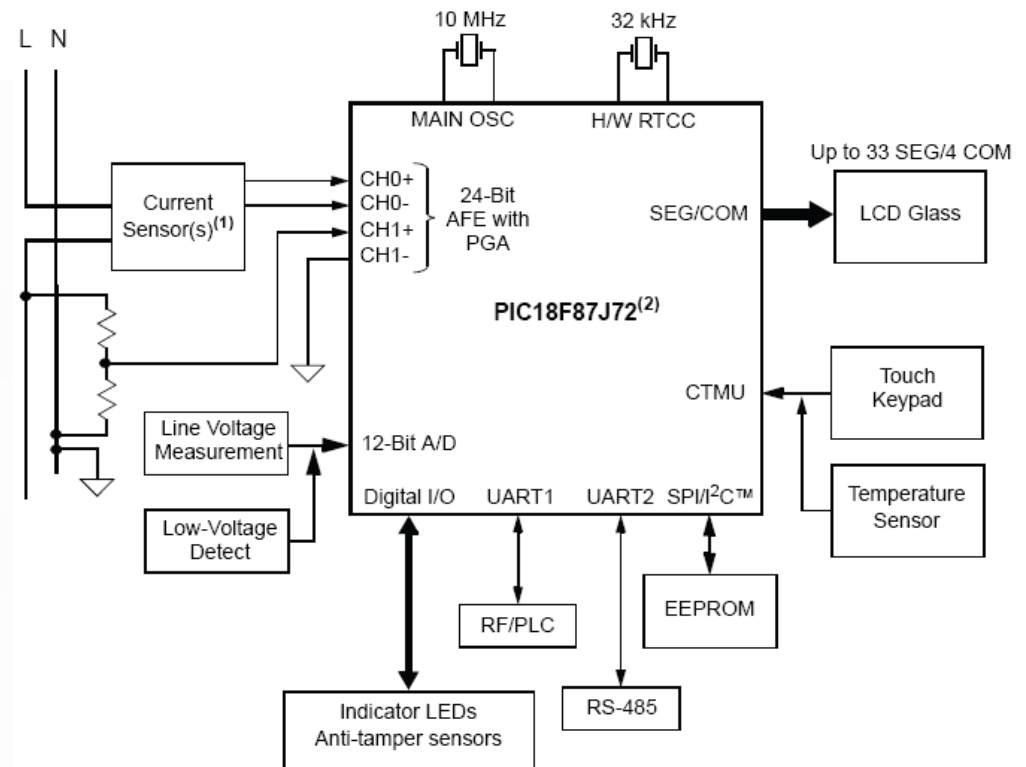 10 MHz
32 kHz
L N
MAIN OSC
H/W RTCC
Up to 33 SEG/4 COM
Current
Sensor(s)(1)
CH0+
CH0-
CH1+
CH1-
24-Bit
AFE with
PGA
SEG/COM
LCD Glass
PIC18F87J72(2)
CTMU
Touch
Keypad
Line Voltage
Measurement
12-Bit A/D
Low-Voltage
Detect
Digital I/O
UART1
UART2
SPI/I2C™
Temperature
Sensor
RF/PLC
EEPROM
RS-485
Indicator LEDs
Anti-tamper sensors